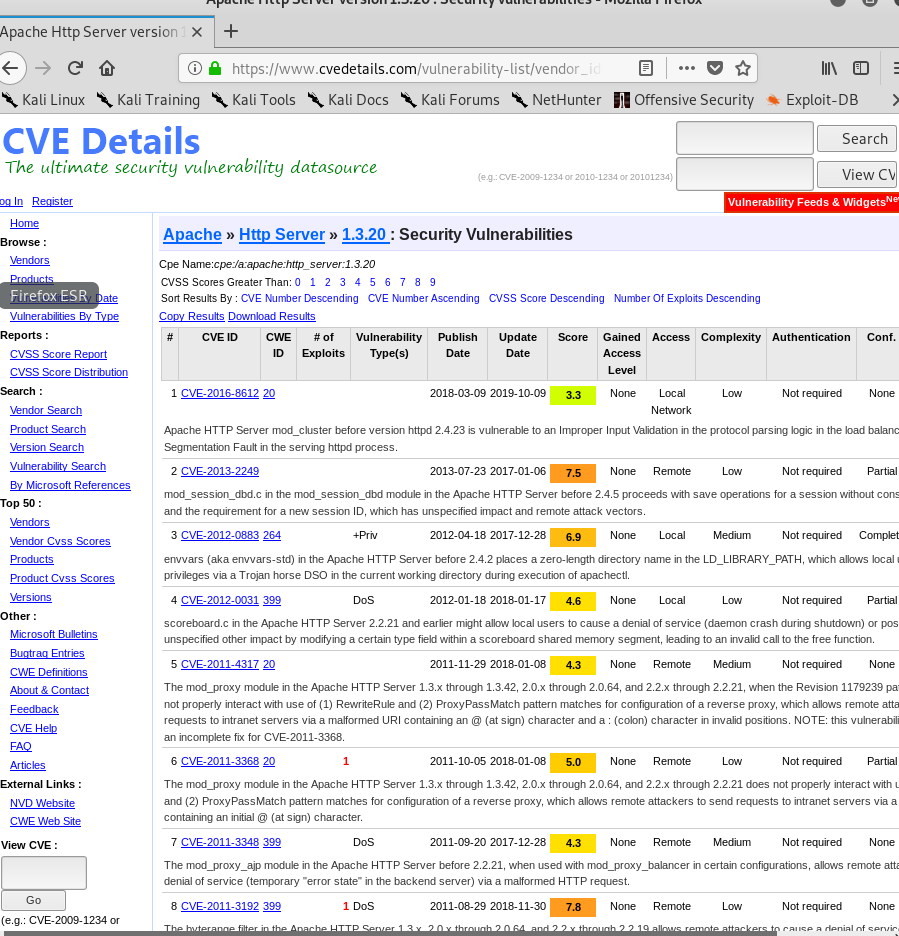 Apache Http Server version 1.3.20 : Security vulnerabilities - Mozilla Firefox
Apache Http Server version 1
https://www.cvedetails.com/vulnerability-list/vendor_id
Kali Linux Kali Training Kali Tools Kali Docs Kali Forums NetHunter Offensive Security Exploit-DB
CVE Details
The ultimate security vulnerability datasource
Search
(e.g.: CVE-2009-1234 or 2010-1234 or 20101234)
View CV
og In Register
Vulnerability Feeds & Widgets New
Home
Browse :
Vendors
Products
Firefox ESR
Date
Vulnerabilities By Type
Reports :
CVSS Score Report
CVSS Score Distribution
Search :
Vendor Search
Product Search
Version Search
Vulnerability Search
By Microsoft References
Top 50 :
Vendors
Vendor Cvss Scores
Products
Product Cvss Scores
Versions
Other :
Microsoft Bulletins
Bugtraq Entries
CWE Definitions
About & Contact
Feedback
CVE Help
FAQ
Articles
External Links :
NVD Website
CWE Web Site
View CVE :
Go
(e.g.: CVE-2009-1234 or
Apache » Http Server » 1.3.20 : Security Vulnerabilities
Cpe Name:cpe:/a:apache:http_server:1.3.20
CVSS Scores Greater Than: 0 1 2 3 4 5 6 7 8 9
Sort Results By : CVE Number Descending CVE Number Ascending CVSS Score Descending Number Of Exploits Descending
Copy Results Download Results
# CVE ID CWE ID # of Exploits Vulnerability Type(s) Publish Date Update Date Score Gained Access Level Access Complexity Authentication Conf.
1 CVE-2016-8612 20 2018-03-09 2019-10-09 3.3 None Local Network Low Not required None
Apache HTTP Server mod_cluster before version httpd 2.4.23 is vulnerable to an Improper Input Validation in the protocol parsing logic in the load balanc
Segmentation Fault in the serving httpd process.
2 CVE-2013-2249 2013-07-23 2017-01-06 7.5 None Remote Low Not required Partial
mod_session_dbd.c in the mod_session_dbd module in the Apache HTTP Server before 2.4.5 proceeds with save operations for a session without cons
and the requirement for a new session ID, which has unspecified impact and remote attack vectors.
3 CVE-2012-0883 264 +Priv 2012-04-18 2017-12-28 6.9 None Local Medium Not required Complet
envvars (aka envvars-std) in the Apache HTTP Server before 2.4.2 places a zero-length directory name in the LD_LIBRARY_PATH, which allows local u
privileges via a Trojan horse DSO in the current working directory during execution of apachectl.
4 CVE-2012-0031 399 DoS 2012-01-18 2018-01-17 4.6 None Local Low Not required Partial
scoreboard.c in the Apache HTTP Server 2.2.21 and earlier might allow local users to cause a denial of service (daemon crash during shutdown) or pos
unspecified other impact by modifying a certain type field within a scoreboard shared memory segment, leading to an invalid call to the free function.
5 CVE-2011-4317 20 2011-11-29 2018-01-08 4.3 None Remote Medium Not required None
The mod_proxy module in the Apache HTTP Server 1.3.x through 1.3.42, 2.0.x through 2.0.64, and 2.2.x through 2.2.21, when the Revision 1179239 pa
not properly interact with use of (1) RewriteRule and (2) ProxyPassMatch pattern matches for configuration of a reverse proxy, which allows remote atta
requests to intranet servers via a malformed URI containing an @ (at sign) character and a : (colon) character in invalid positions. NOTE: this vulnerabili
an incomplete fix for CVE-2011-3368.
6 CVE-2011-3368 20 1 2011-10-05 2018-01-08 5.0 None Remote Low Not required Partial
The mod_proxy module in the Apache HTTP Server 1.3.x through 1.3.42, 2.0.x through 2.0.64, and 2.2.x through 2.2.21 does not properly interact with u
and (2) ProxyPassMatch pattern matches for configuration of a reverse proxy, which allows remote attackers to send requests to intranet servers via a
containing an initial @ (at sign) character.
7 CVE-2011-3348 399 DoS 2011-09-20 2017-12-28 4.3 None Remote Medium Not required None
The mod_proxy_ajp module in the Apache HTTP Server before 2.2.21, when used with mod_proxy_balancer in certain configurations, allows remote atta
denial of service (temporary "error state" in the backend server) via a malformed HTTP request.
8 CVE-2011-3192 399 1 DoS 2011-08-29 2018-11-30 7.8 None Remote Low Not required None
The byterange filter in the Apache HTTP Server 1.3.x, 2.0.x through 2.0.64, and 2.2.x through 2.2.19 allows remote attackers to cause a denial of servic